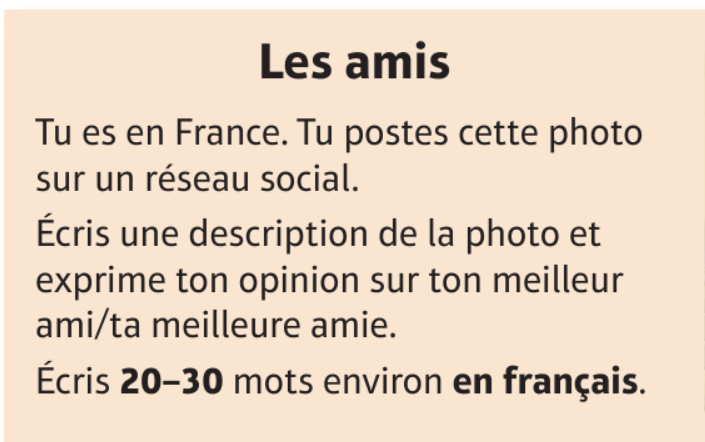 Les amis
Tu es en France. Tu postes cette photo
sur un réseau social.
Écris une description de la photo et
exprime ton opinion sur ton meilleur
ami/ta meilleure amie.
Écris 20–30 mots environ en français.